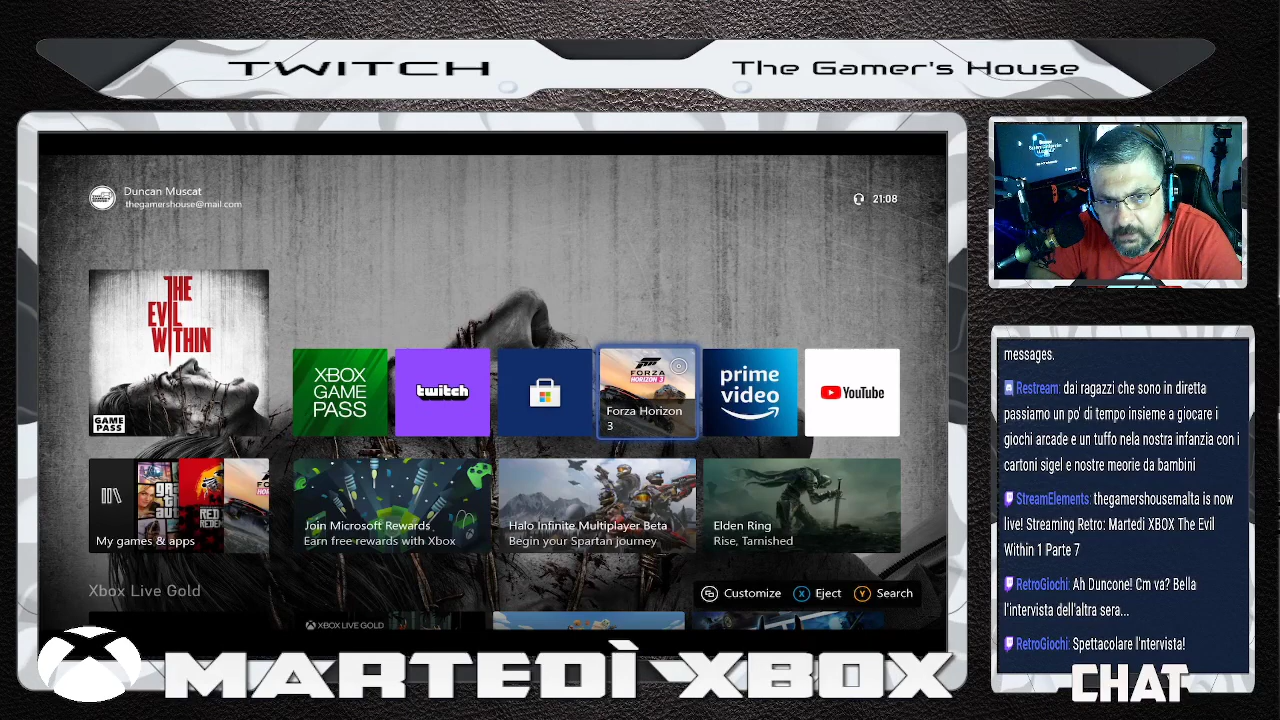 TWITCH
The Gamer's House
Duncan Muscat
thegamershouse@mail.com
21:08
THE
EVIL
WITHIN
GAME
PASS
XBOX
GAME
PASS
twitch
FORZA
HORIZON 3
Forza Horizon
3
prime
video
YouTube
My games & apps
Join Microsoft Rewards
Earn free rewards with Xbox
Halo Infinite Multiplayer Beta
Begin your Spartan journey
Elden Ring
Rise, Tarnished
Xbox Live Gold
Customize
X
Eject
Y
Search
XBOX LIVE GOLD
messages.
Restream: dai ragazzi che sono in diretta
passiamo un po' di tempo insieme a giocare i
giochi arcade e un tuffo nela nostra infanzia con i
cartoni sigel e nostre meorie da bambini
StreamElements: thegamershousemalta is now
live! Streaming Retro: Martedi XBOX The Evil
Within 1 Parte 7
RetroGiochi: Ah Duncone! Cm va? Bella
l'intervista dell'altra sera...
RetroGiochi: Spettacolare l'ntervista!
MARTEDÌ XBOX
CHAT